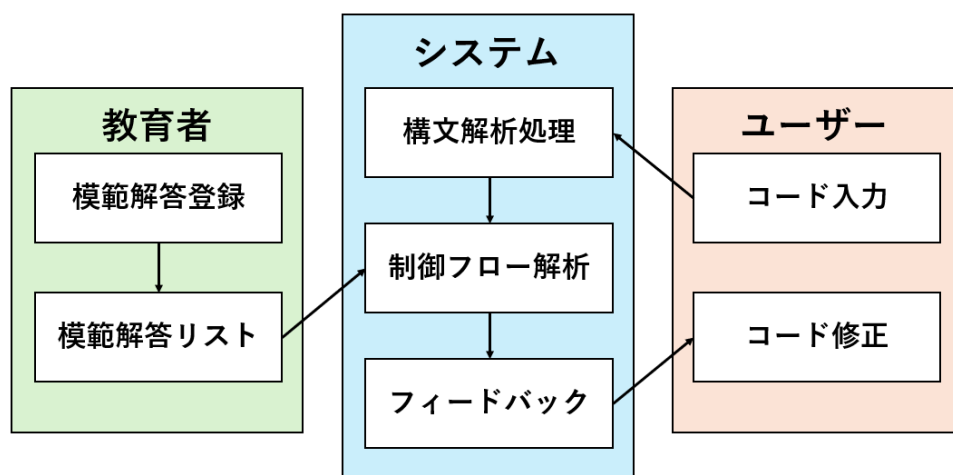 教育者
模範解答登録
模範解答リスト
システム
構文解析処理
制御フロー解析
フィードバック
ユーザー
コード入力
コード修正